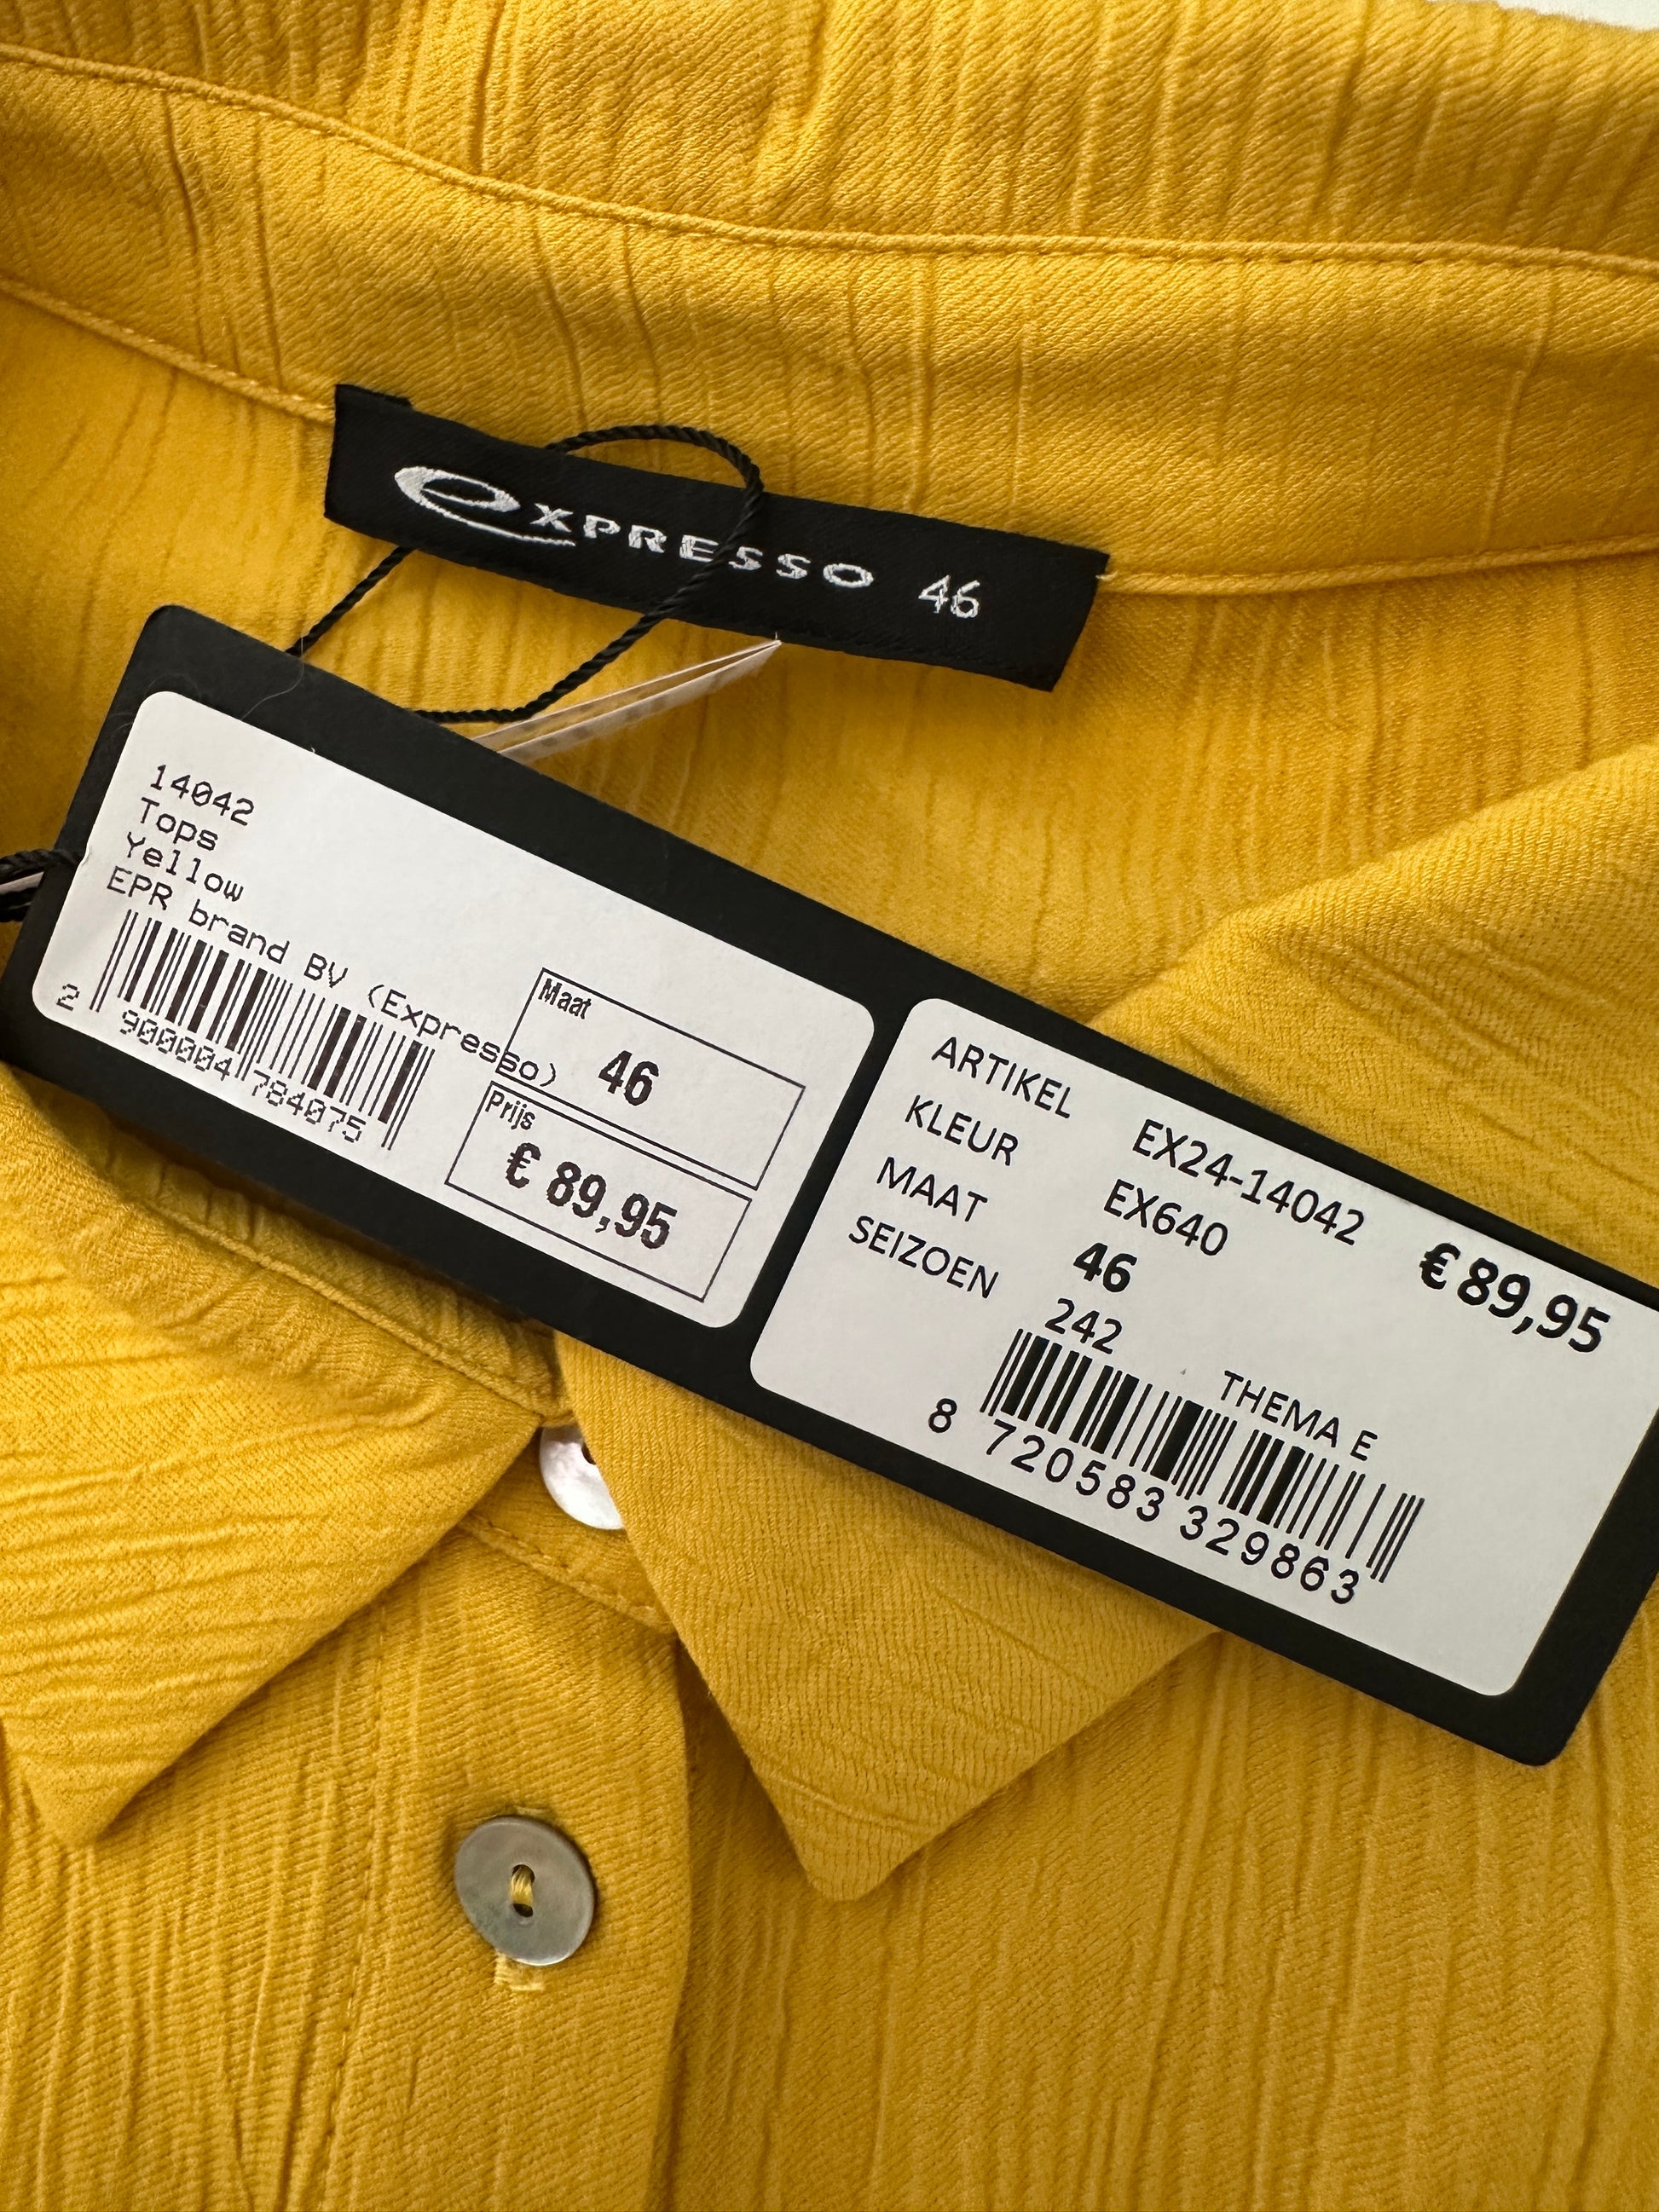 eXPRESSO 46
14042
Tops
Yellow
EPR brand BV (Expresso)
2 900004 784075
Maat
46
Prijs
€ 89,95
ARTIKEL EX24-14042
KLEUR EX640
MAAT 46
€ 89,95
SEIZOEN 242
THEMA E
8 720583 329863